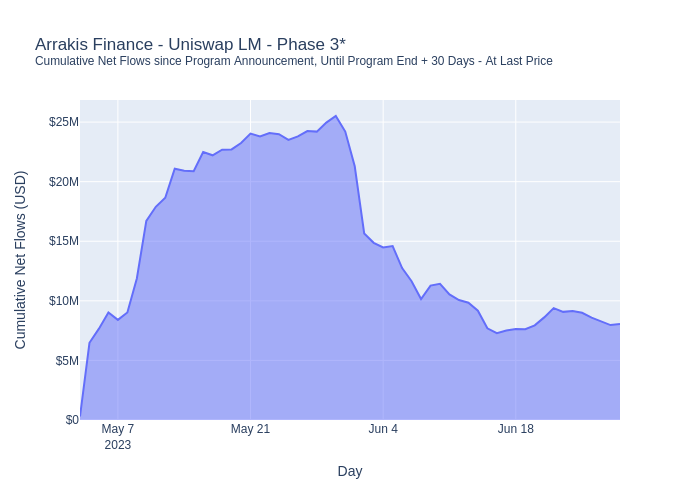 Arrakis Finance - Uniswap LM - Phase 3*
Cumulative Net Flows since Program Announcement, Until Program End + 30 Days - At Last Price
Cumulative Net Flows (USD)
$25M
$20M
$15M
$10M
$5M
$0
May 7
2023
May 21
Jun 4
Jun 18
Day